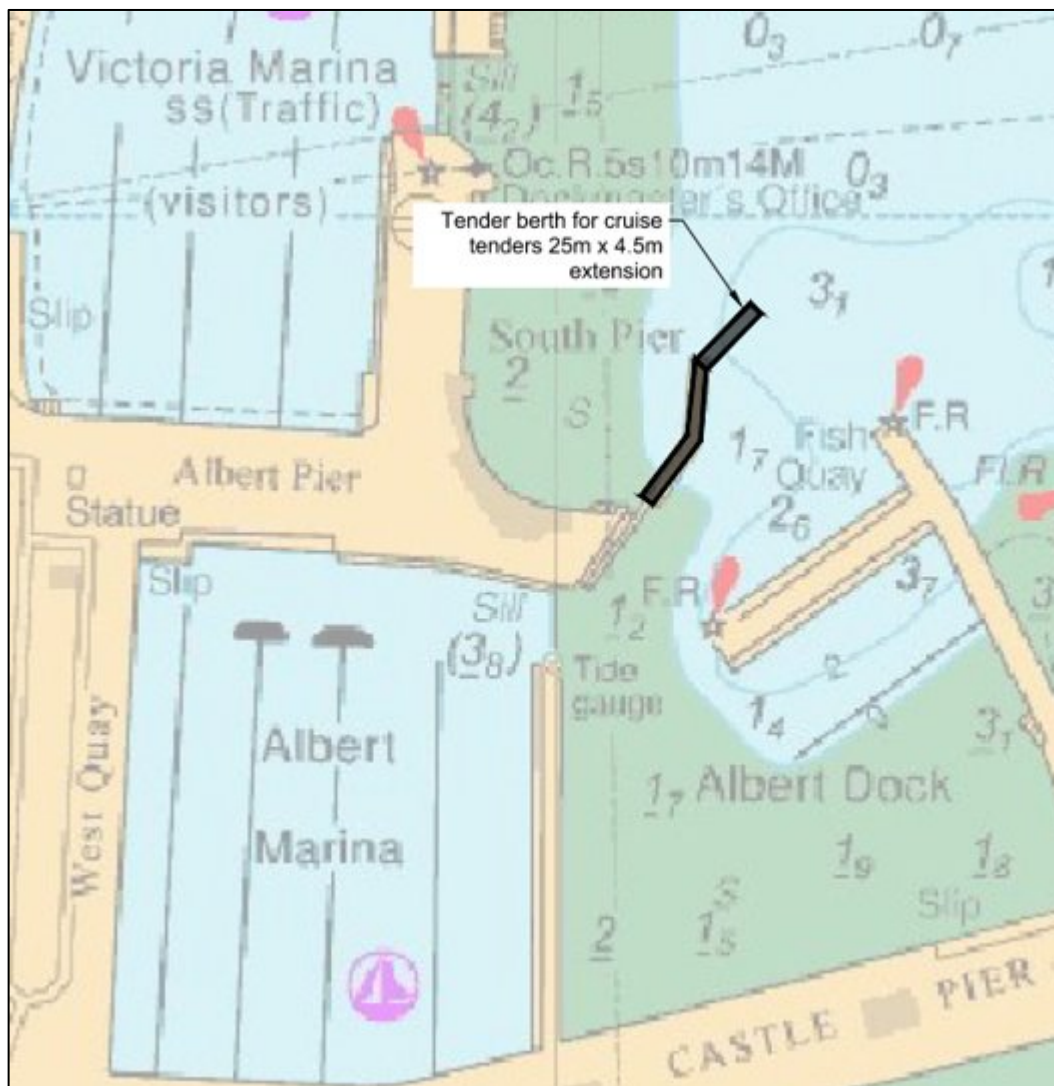 0₃
0₇
Victoria Marina
SS(Traffic)
Sill
(4₂)
1₅
Oc.R.5s10m14M
Dockmaster's Office
0₃
(visitors)
Tender berth for cruise
tenders 25m x 4.5m
extension
3₁
1
Slip
South Pier
2
S
F.R
1₇
Fish
Quay
Fl.R
Albert Pier
Statue
2₆
3₇
Slip
Sill
(3₈)
1₂
F.R
3
Tide
gauge
1₄
3₁
West Quay
Albert
Marina
1₇
Albert Dock
1₉
1₈
2
1₅
S
Slip
CASTLE PIER